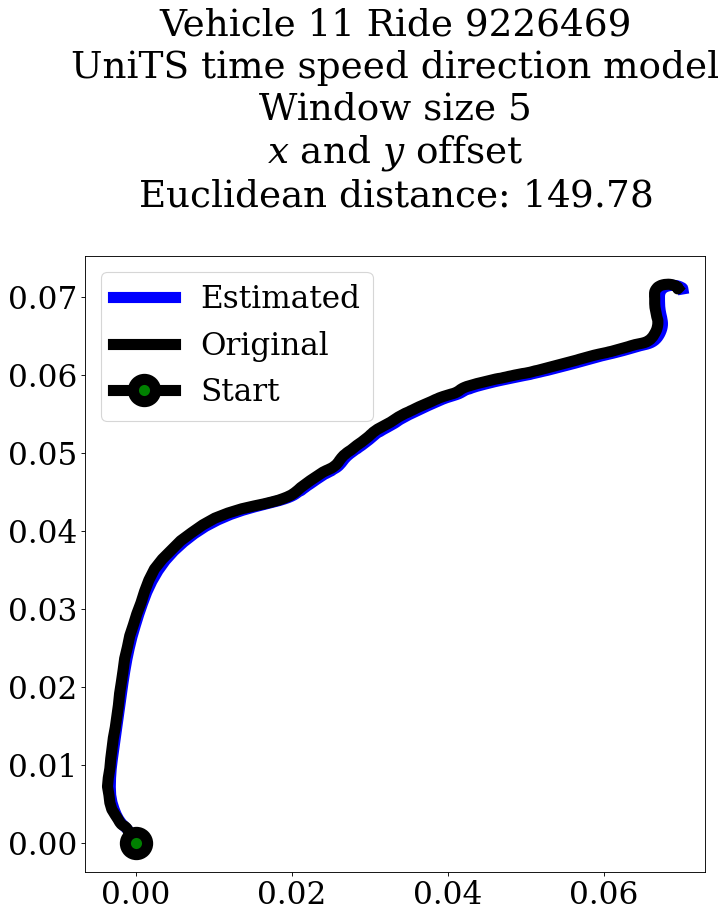 Vehicle 11 Ride 9226469
UniTS time speed direction model
Window size 5
x and y offset
Euclidean distance: 149.78
Estimated
Original
Start
0.07
0.06
0.05
0.04
0.03
0.02
0.01
0.00
0.00 0.02 0.04 0.06